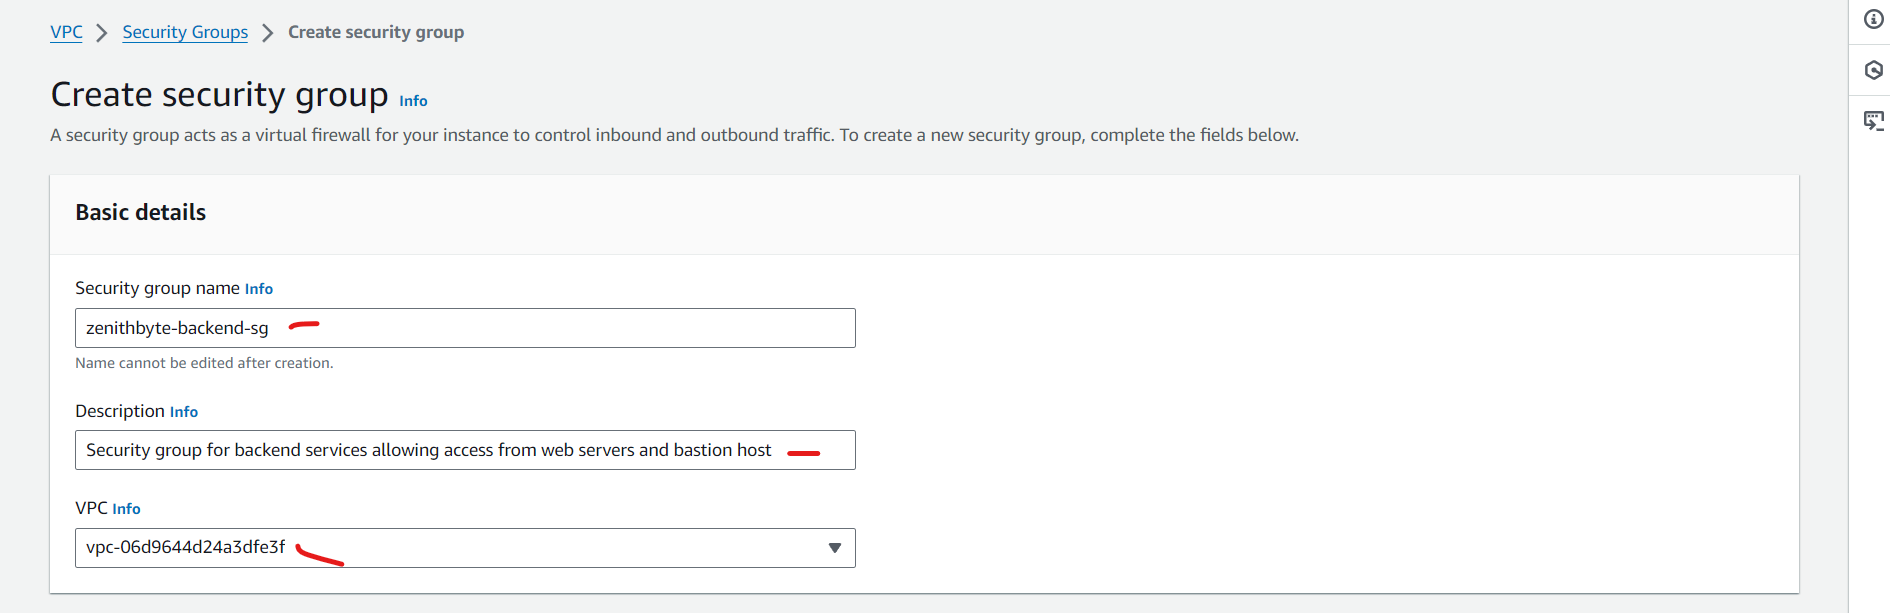 VPC > Security Groups > Create security group
Create security group Info
A security group acts as a virtual firewall for your instance to control inbound and outbound traffic. To create a new security group, complete the fields below.
Basic details
Security group name Info
zenithbyte-backend-sg
Name cannot be edited after creation.
Description Info
Security group for backend services allowing access from web servers and bastion host
VPC Info
vpc-06d9644d24a3dfe3f